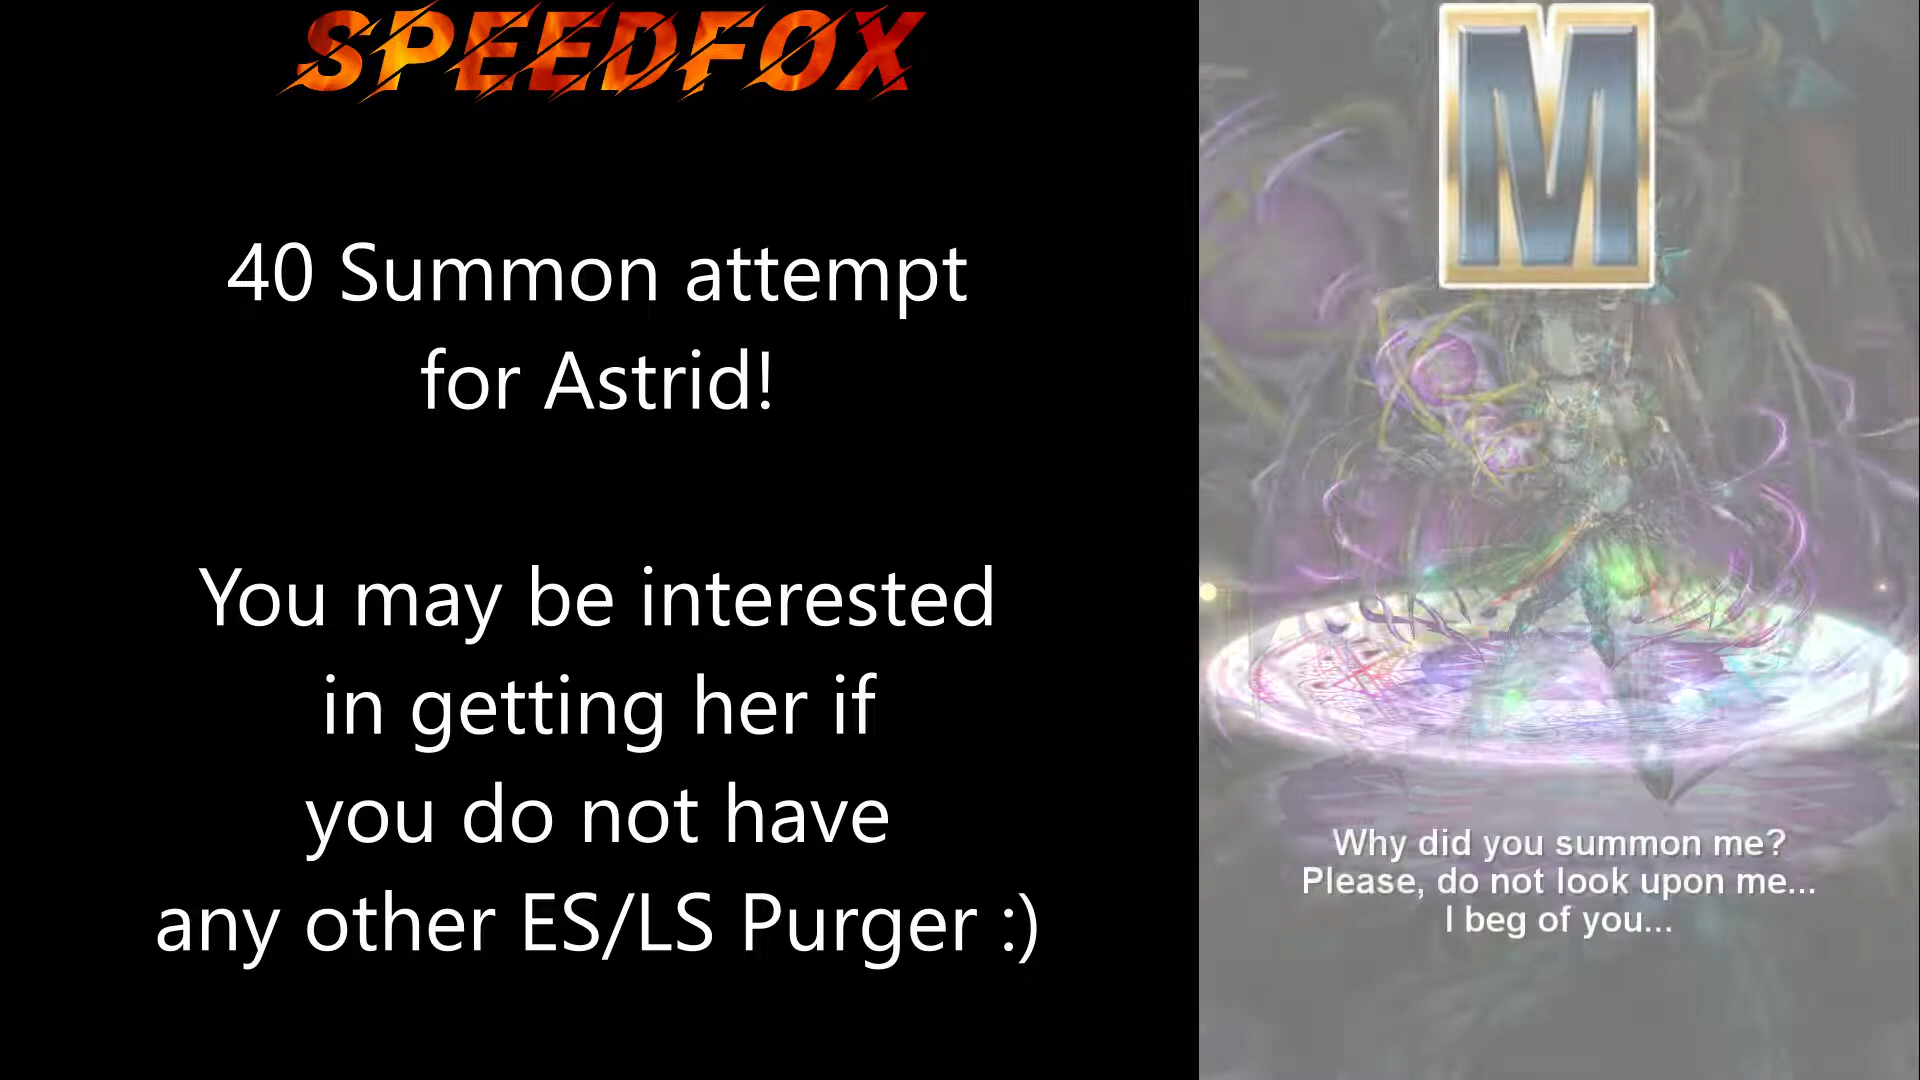 SPEEDFOX
40 Summon attempt
for Astrid!
You may be interested
in getting her if
you do not have
any other ES/LS Purger :)
M
Why did you summon me?
Please, do not look upon me...
I beg of you...